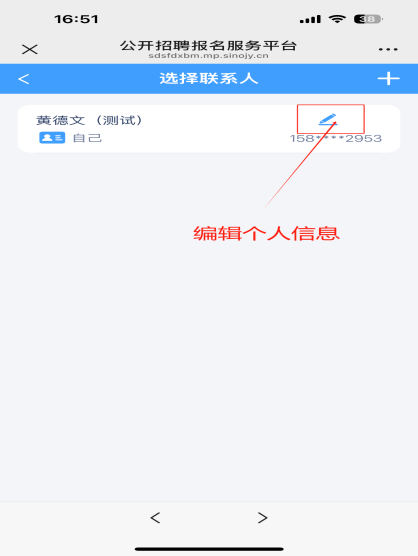 16:51
38
公开招聘报名服务平台
sdsfdxbm.mp.sinojy.cn
选择联系人
黄德文（测试）
自己
158****2953
编辑个人信息